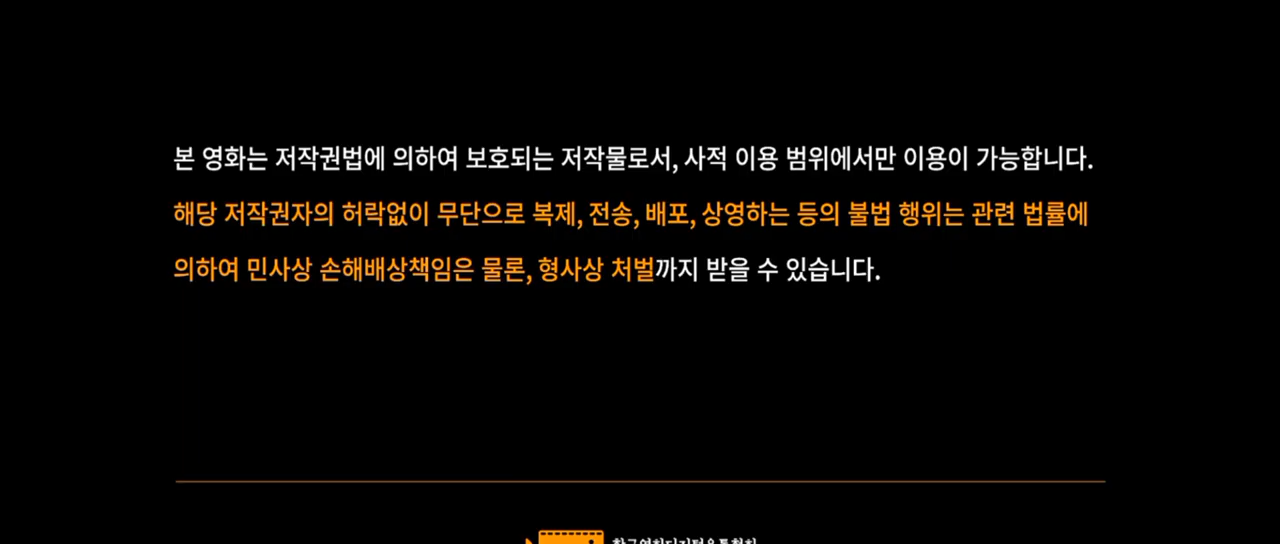 본 영화는 저작권법에 의하여 보호되는 저작물로서, 사적 이용 범위에서만 이용이 가능합니다.
해당 저작권자의 허락없이 무단으로 복제, 전송, 배포, 상영하는 등의 불법 행위는 관련 법률에
의하여 민사상 손해배상책임은 물론, 형사상 처벌까지 받을 수 있습니다.